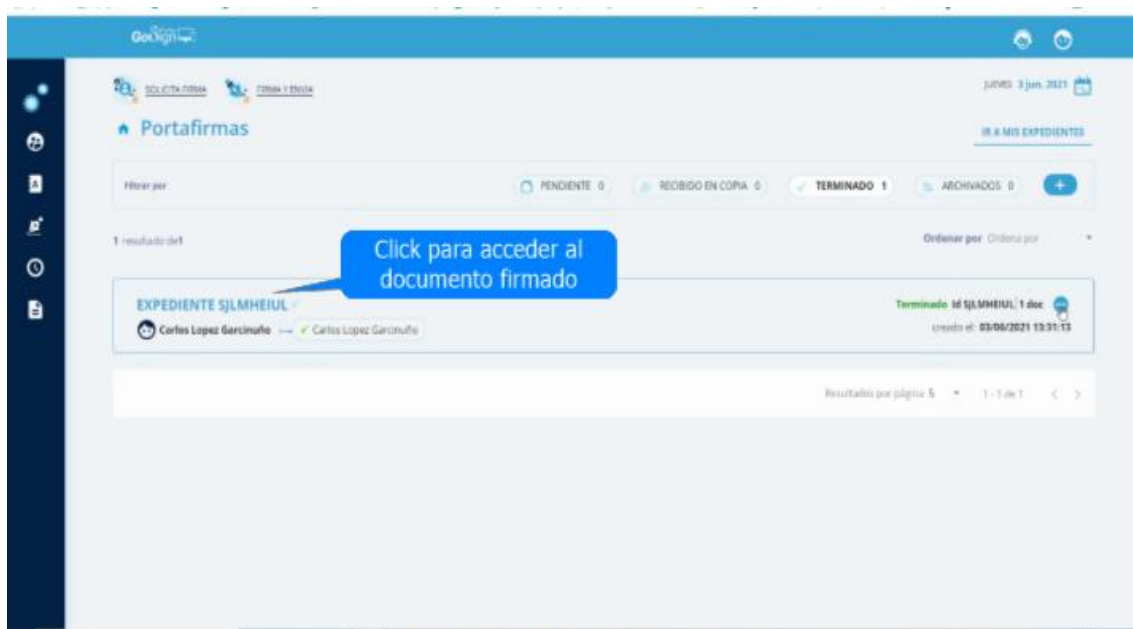 GoSign
SOLICITA FIRMA FIRMA Y ENVIA
JUEVES 3 jun. 2021
Portafirmas
IR A MIS EXPEDIENTES
Filtrar por
PENDIENTE 0
RECIBIDO EN COPIA 0
TERMINADO 1
ARCHIVADOS 0
+
1 resultado de1
Ordenar por Ordena por
Click para acceder al
documento firmado
EXPEDIENTE SJLMHEIUL
Terminado Id SJLMHEIUL 1 doc
Carlos Lopez Garcinuño
Carlos Lopez Garcinuño
creado el: 03/06/2021 13:31:13
Resultados por página 5
1 - 1 de 1